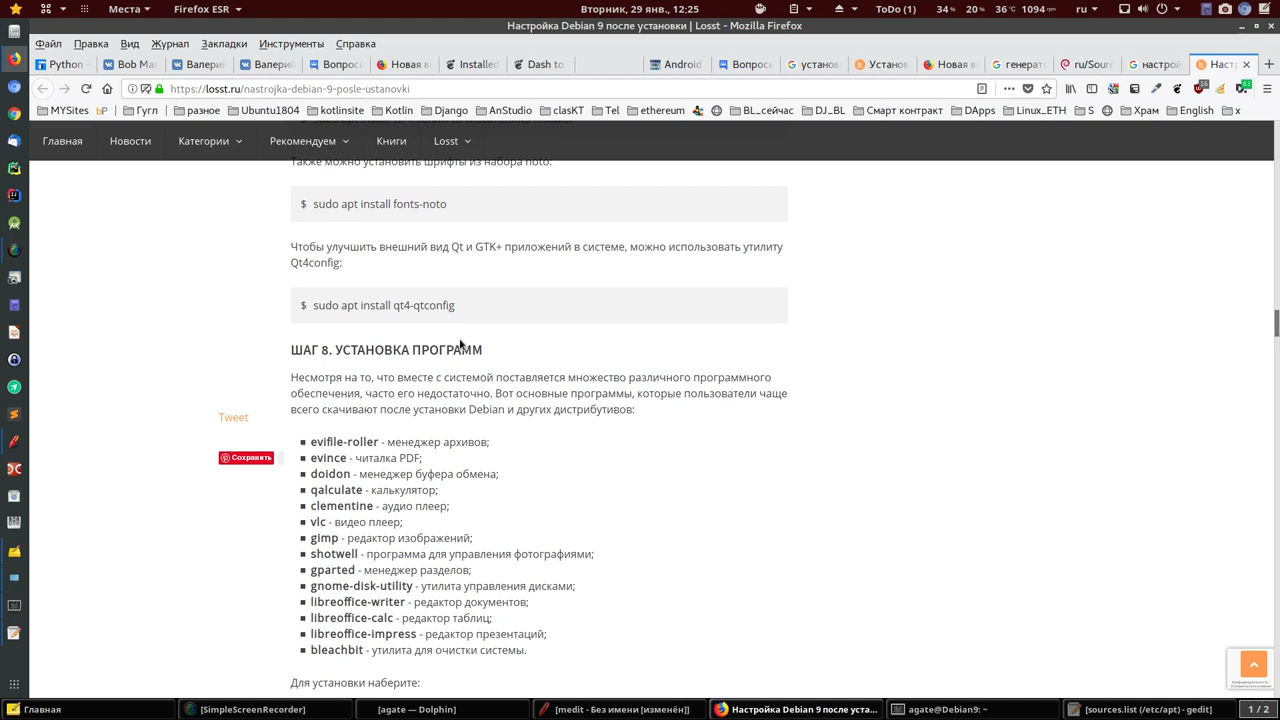 Места
Firefox ESR
Вторник, 29 янв., 12:25
ToDo (1)
34 %
20 %
36°C
1094
ru
Настройка Debian 9 после установки | Losst - Mozilla Firefox
Файл Правка Вид Журнал Закладки Инструменты Справка
Python
Bob Ma
Валери
Валери
Вопрос
Новая в
Installed
Dash to
Android
Вопрос
установ
Установ
Новая в
генерат
ru/Sour
настрой
Настр
https://losst.ru/nastrojka-debian-9-posle-ustanovki
16
83
MYSites
Гугл
разное
Ubuntu1804
kotlinsite
Kotlin
Django
AnStudio
clasKT
Tel
ethereum
BL_сейчас
DJ_BL
Смарт контракт
DApps
Linux_ETH
S
Храм
English
x
Главная Новости Категории Рекомендуем Книги Losst
Также можно установить шрифты из набора noto:
$ sudo apt install fonts-noto
Чтобы улучшить внешний вид Qt и GTK+ приложений в системе, можно использовать утилиту
Qt4config:
$ sudo apt install qt4-qtconfig
ШАГ 8. УСТАНОВКА ПРОГРАММ
Несмотря на то, что вместе с системой поставляется множество различного программного
обеспечения, часто его недостаточно. Вот основные программы, которые пользователи чаще
всего скачивают после установки Debian и других дистрибутивов:
Tweet
Сохранить
evifile-roller - менеджер архивов;
evince - читалка PDF;
doidon - менеджер буфера обмена;
qalculate - калькулятор;
clementine - аудио плеер;
vlc - видео плеер;
gimp - редактор изображений;
shotwell - программа для управления фотографиями;
gparted - менеджер разделов;
gnome-disk-utility - утилита управления дисками;
libreoffice-writer - редактор документов;
libreoffice-calc - редактор таблиц;
libreoffice-impress - редактор презентаций;
bleachbit - утилита для очистки системы.
Для установки наберите:
Главная
[SimpleScreenRecorder]
[agate — Dolphin]
[medit - Без имени [изменён]]
Настройка Debian 9 после уста...
agate@Debian9: ~
[sources.list (/etc/apt) - gedit]
1 / 2